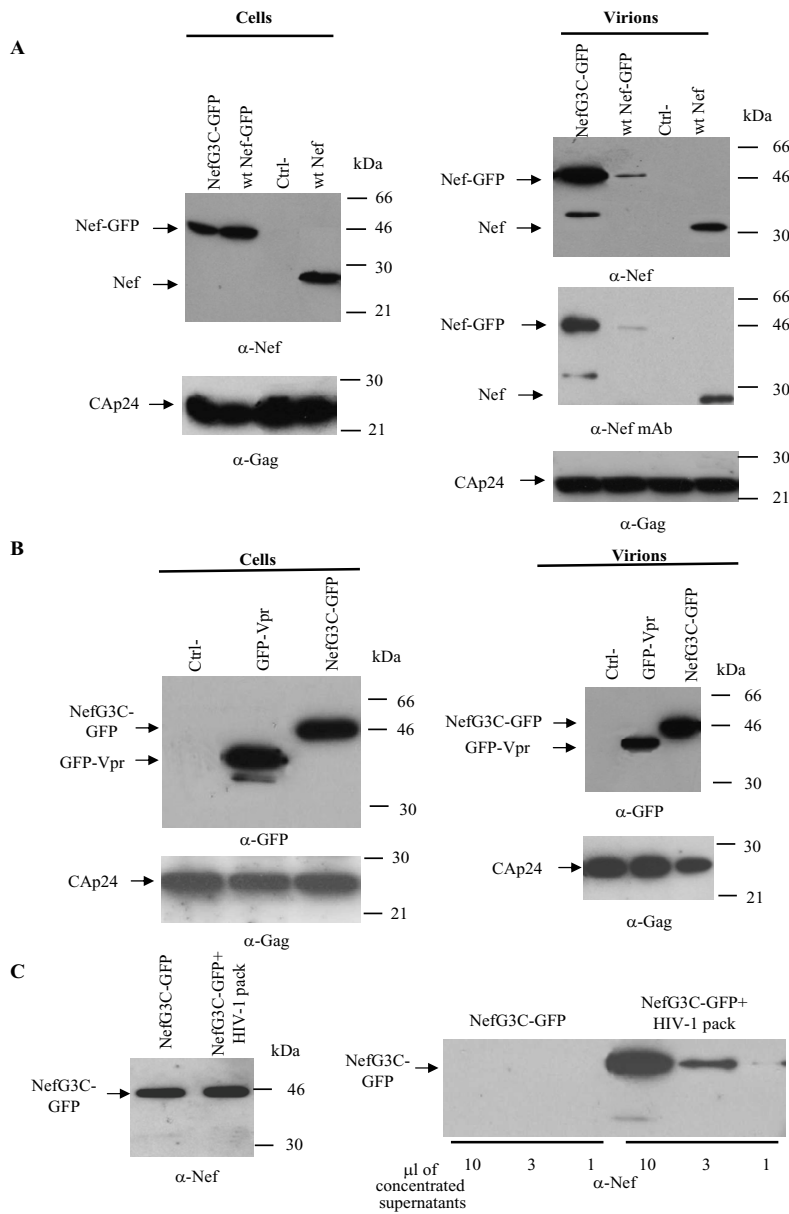 Cells
Virions
A
NefG3C-GFP
wt Nef-GFP
Ctrl-
wt Nef
kDa
66
Nef-GFP
46
30
Nef
21
α-Nef
30
CAp24
21
α-Gag
NefG3C-GFP
wt Nef-GFP
Ctrl-
wt Nef
kDa
66
Nef-GFP
46
Nef
30
α-Nef
66
Nef-GFP
46
30
Nef
α-Nef mAb
30
CAp24
21
α-Gag
B
Cells
Ctrl-
GFP-Vpr
NefG3C-GFP
kDa
66
NefG3C-
GFP
46
GFP-Vpr
30
α-GFP
30
CAp24
21
α-Gag
Virions
Ctrl-
GFP-Vpr
NefG3C-GFP
kDa
66
NefG3C-GFP
46
GFP-Vpr
30
α-GFP
30
CAp24
21
α-Gag
C
NefG3C-GFP
NefG3C-GFP+
HIV-1 pack
kDa
NefG3C-
GFP
46
30
α-Nef
NefG3C-GFP
NefG3C-GFP+
HIV-1 pack
NefG3C-
GFP
µl of
concentrated
supernatants
10 3 1 10 3 1
α-Nef